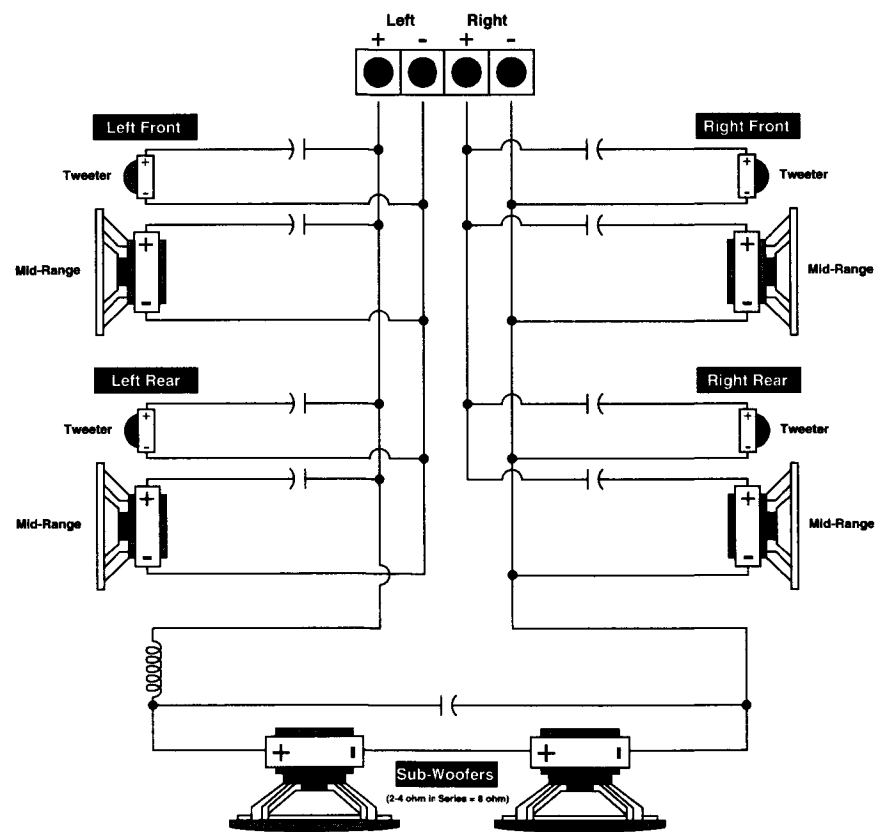 Left Right
+ - + -
Left Front
Right Front
Tweeter
+
-
+
-
Tweeter
Mid-Range
+
-
+
-
Mid-Range
Left Rear
Right Rear
Tweeter
+
-
+
-
Tweeter
Mid-Range
+
-
+
-
Mid-Range
+ -
+ -
Sub-Woofers
(2-4 ohm in Series = 8 ohm)